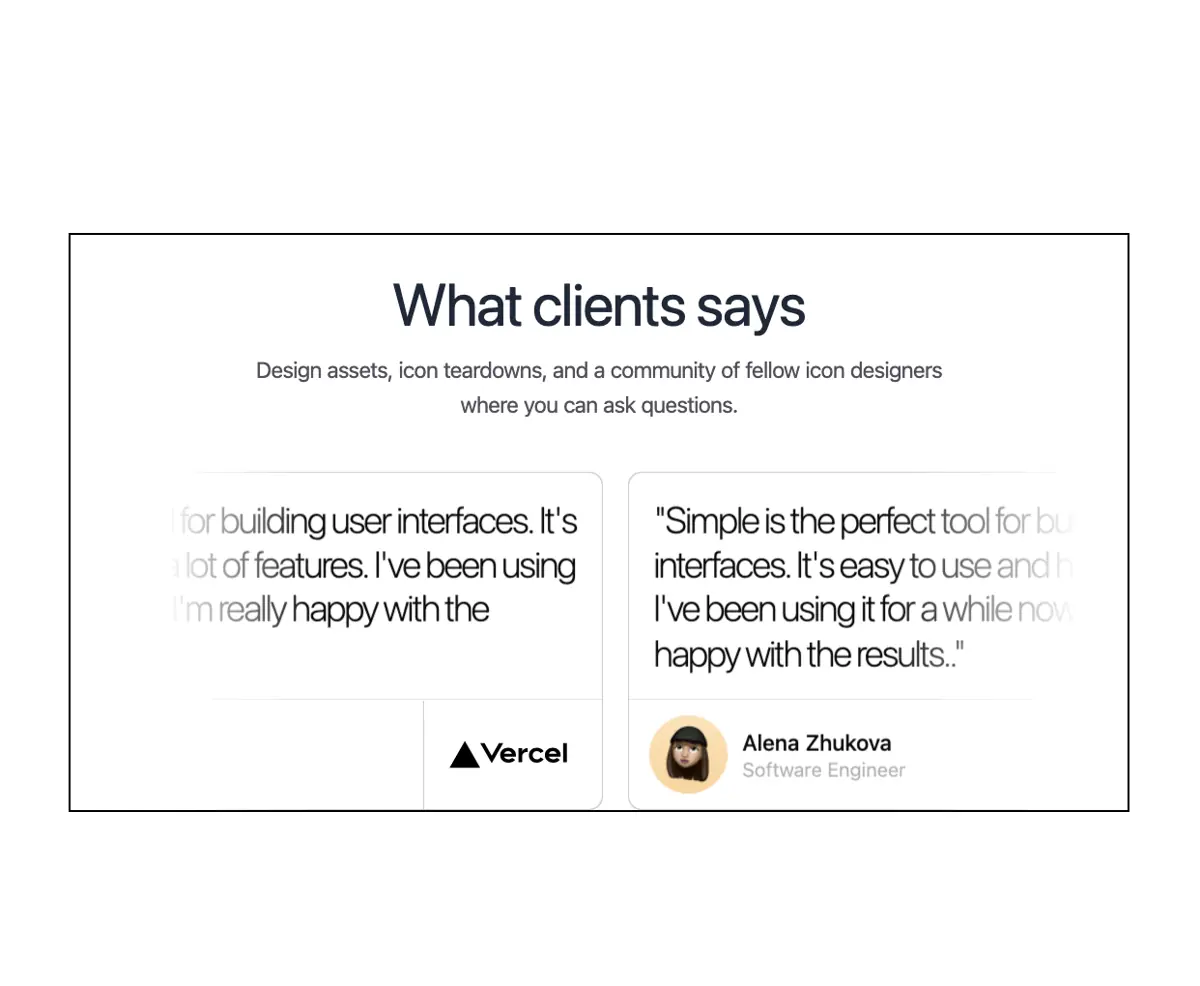 What clients says
Design assets, icon teardowns, and a community of fellow icon designers
where you can ask questions.
for building user interfaces. It's
a lot of features. I've been using
I'm really happy with the
Vercel
"Simple is the perfect tool for
interfaces. It's easy to use and
I've been using it for a while now
happy with the results.."
Alena Zhukova
Software Engineer